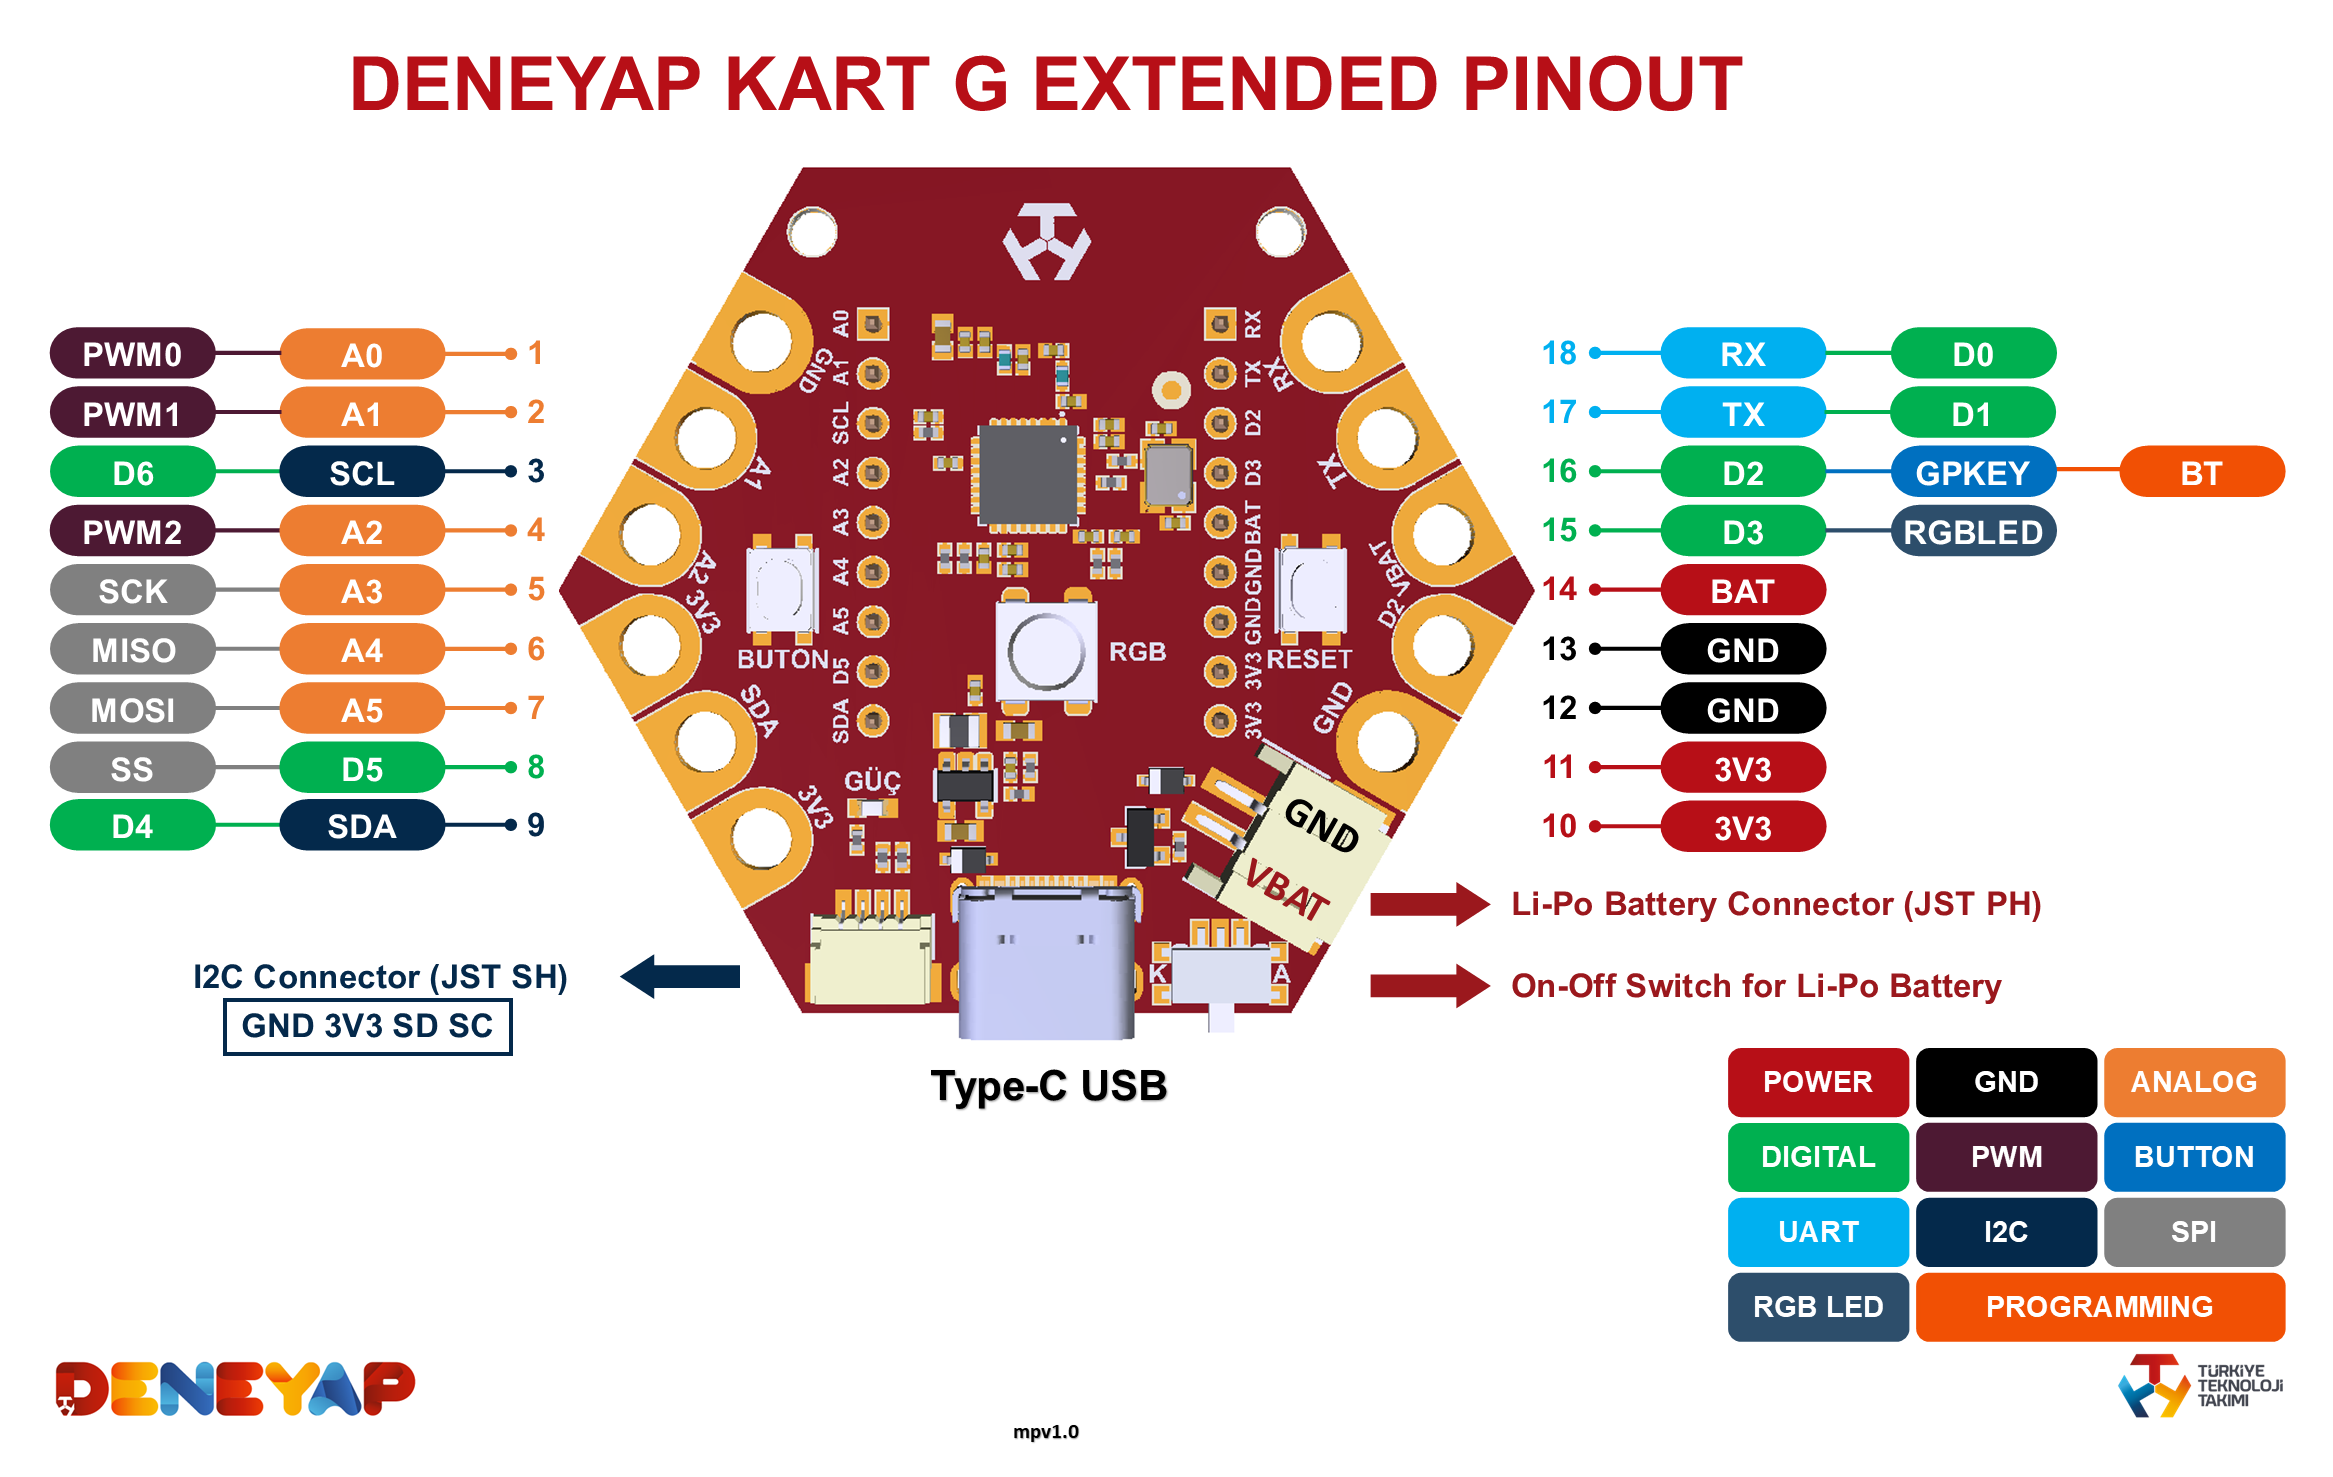 DENEYAP KART G EXTENDED PINOUT
PWM0 A0 1
PWM1 A1 2
D6 SCL 3
PWM2 A2 4
SCK A3 5
MISO A4 6
MOSI A5 7
SS D5 8
D4 SDA 9
I2C Connector (JST SH)
GND 3V3 SD SC
GND
A1
A2
3V3
SDA
3V3
A0
A1
SCL
A2
A3
A4
A5
D5
SDA
BUTON
GÜÇ
RGB
RESET
RX
TX
D2
D3
BAT
GND
GND
3V3
3V3
RX
TX
VBAT
D2
GND
GND
VBAT
K
A
Type-C USB
18 RX D0
17 TX D1
16 D2 GPKEY BT
15 D3 RGBLED
14 BAT
13 GND
12 GND
11 3V3
10 3V3
Li-Po Battery Connector (JST PH)
On-Off Switch for Li-Po Battery
POWER GND ANALOG
DIGITAL PWM BUTTON
UART I2C SPI
RGB LED PROGRAMMING
DENEYAP
mpv1.0
TÜRKİYE
TEKNOLOJİ
TAKIMI